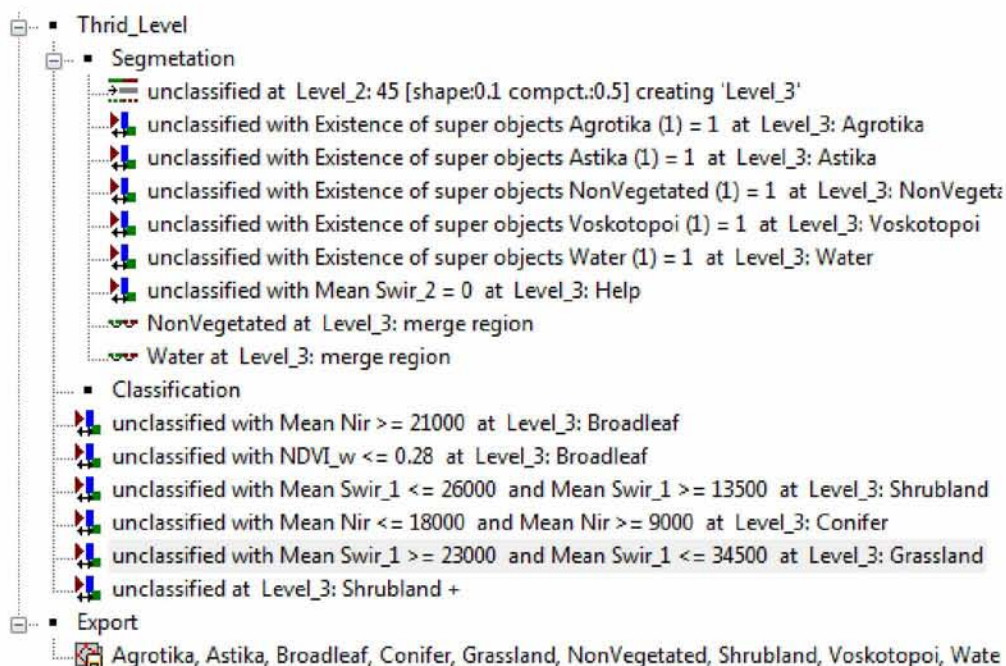 Thrid_Level
Segmetation
unclassified at Level_2: 45 [shape:0.1 compct.:0.5] creating 'Level_3'
unclassified with Existence of super objects Agrotika (1) = 1 at Level_3: Agrotika
unclassified with Existence of super objects Astika (1) = 1 at Level_3: Astika
unclassified with Existence of super objects NonVegetated (1) = 1 at Level_3: NonVegeta
unclassified with Existence of super objects Voskotopoi (1) = 1 at Level_3: Voskotopoi
unclassified with Existence of super objects Water (1) = 1 at Level_3: Water
unclassified with Mean Swir_2 = 0 at Level_3: Help
NonVegetated at Level_3: merge region
Water at Level_3: merge region
Classification
unclassified with Mean Nir >= 21000 at Level_3: Broadleaf
unclassified with NDVI_w <= 0.28 at Level_3: Broadleaf
unclassified with Mean Swir_1 <= 26000 and Mean Swir_1 >= 13500 at Level_3: Shrubland
unclassified with Mean Nir <= 18000 and Mean Nir >= 9000 at Level_3: Conifer
unclassified with Mean Swir_1 >= 23000 and Mean Swir_1 <= 34500 at Level_3: Grassland
unclassified at Level_3: Shrubland +
Export
Agrotika, Astika, Broadleaf, Conifer, Grassland, NonVegetated, Shrubland, Voskotopoi, Wate